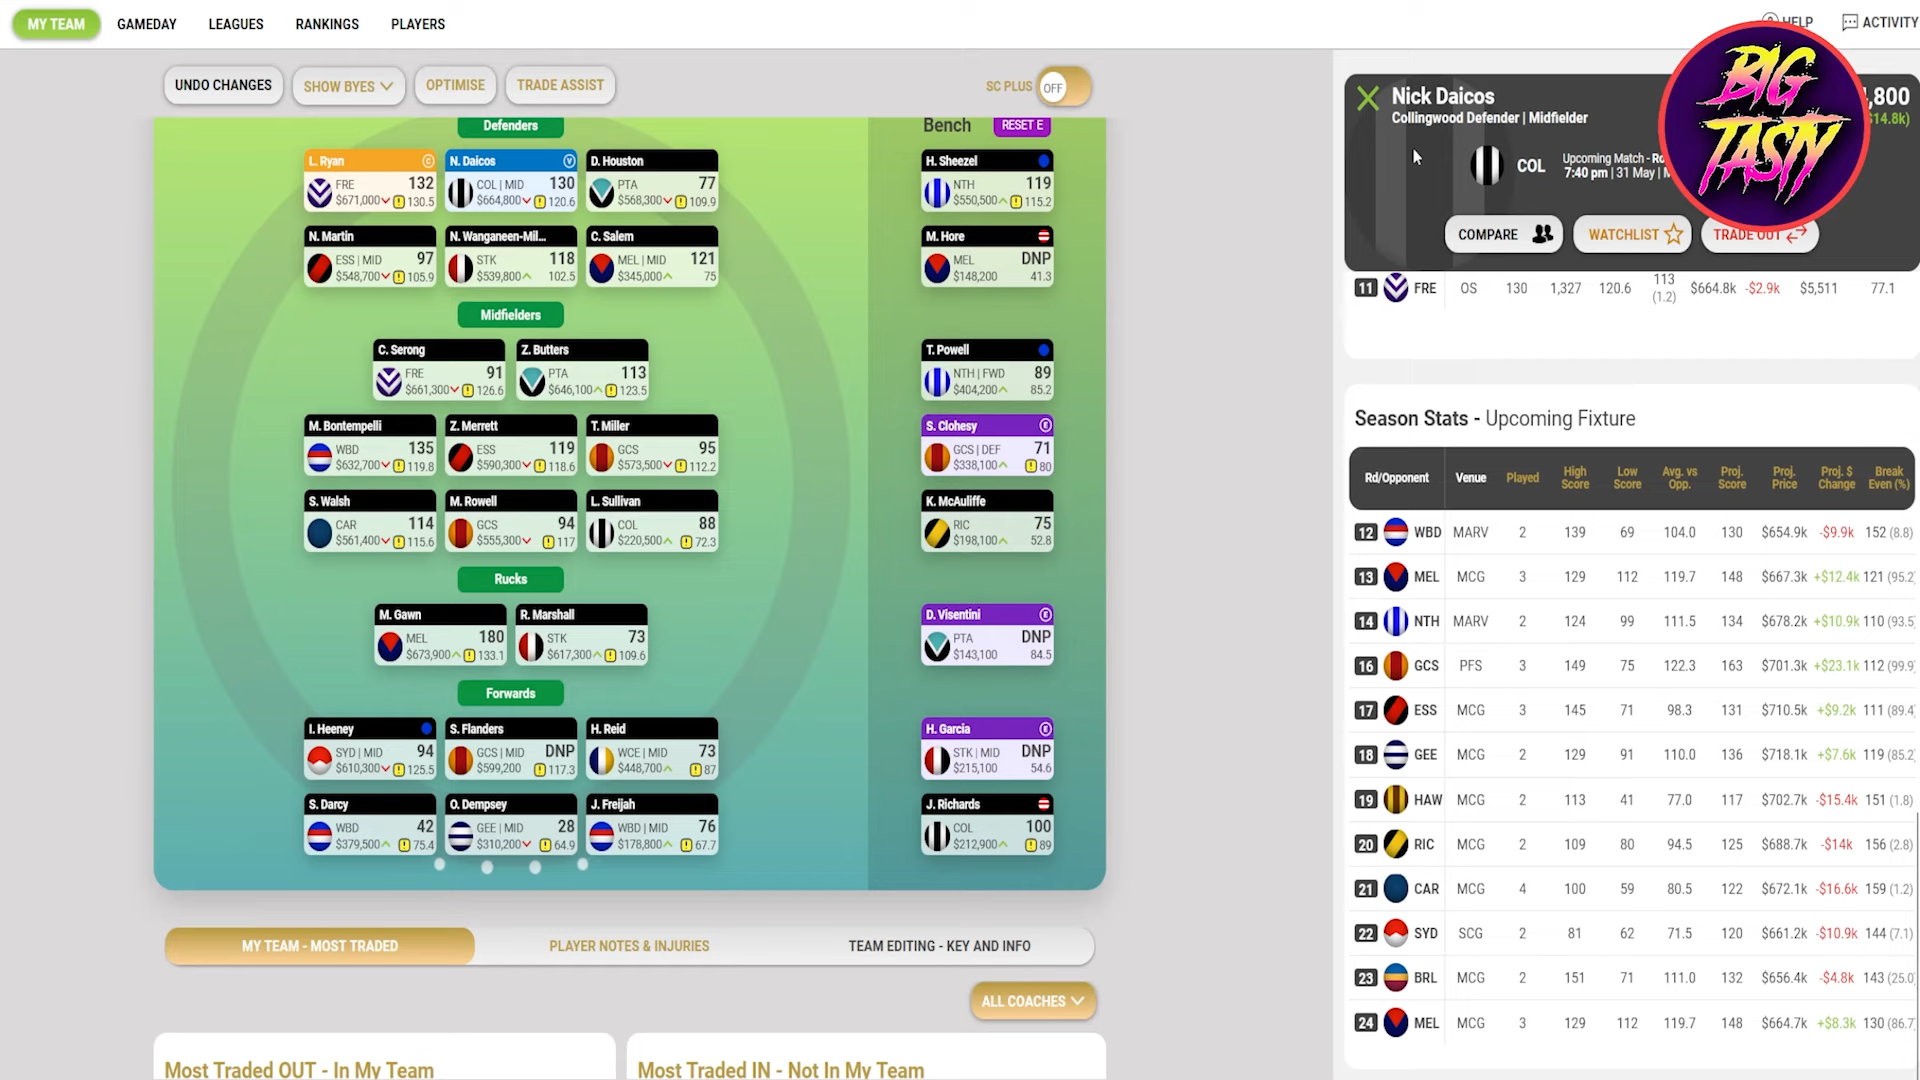 MY TEAM
GAMEDAY
LEAGUES
RANKINGS
PLAYERS
HELP
ACTIVITY
UNDO CHANGES
SHOW BYES
OPTIMISE
TRADE ASSIST
SC PLUS
OFF
Defenders
Bench
RESET E
L. Ryan C
FRE 132
$671,000 130.5
N. Daicos V
COL | MID 130
$664,800 120.6
D. Houston
PTA 77
$568,300 109.9
H. Sheezel
NTH 119
$550,500 115.2
N. Martin
ESS | MID 97
$548,700 105.9
N. Wanganeen-Mil...
STK 118
$539,800 102.5
C. Salem
MEL | MID 121
$345,000 75
M. Hore
MEL DNP
$148,200 41.3
Midfielders
C. Serong
FRE 91
$661,300 126.6
Z. Butters
PTA 113
$646,100 123.5
T. Powell
NTH | FWD 89
$404,200 85.2
M. Bontempelli
WBD 135
$632,700 119.8
Z. Merrett
ESS 119
$590,300 118.6
T. Miller
GCS 95
$573,500 112.2
S. Clohesy E
GCS | DEF 71
$338,100 80
S. Walsh
CAR 114
$561,400 115.6
M. Rowell
GCS 94
$555,300 117
L. Sullivan
COL 88
$220,500 72.3
K. McAuliffe
RIC 75
$198,100 52.8
Rucks
M. Gawn
MEL 180
$673,900 133.1
R. Marshall
STK 73
$617,300 109.6
D. Visentini E
PTA DNP
$143,100 84.5
Forwards
I. Heeney
SYD | MID 94
$610,300 125.5
S. Flanders
GCS | MID DNP
$599,200 117.3
H. Reid
WCE | MID 73
$448,700 87
H. Garcia E
STK | MID DNP
$215,100 54.6
S. Darcy
WBD 42
$379,500 75.4
O. Dempsey
GEE | MID 28
$310,200 64.9
J. Freijah
WBD | MID 76
$178,800 67.7
J. Richards
COL 100
$212,900 89
MY TEAM - MOST TRADED
PLAYER NOTES & INJURIES
TEAM EDITING - KEY AND INFO
ALL COACHES
Most Traded OUT - In My Team
Most Traded IN - Not In My Team
Nick Daicos
Collingwood Defender | Midfielder
,800
$14.8k)
COL
Upcoming Match - Ro
7:40 pm | 31 May | M
COMPARE
WATCHLIST
TRADE OUT
BIG
TASTY
11 FRE OS 130 1,327 120.6 113 (1.2) $664.8k -$2.9k $5,511 77.1
Season Stats - Upcoming Fixture
Rd/Opponent Venue Played High Score Low Score Avg. vs Opp. Proj. Score Proj. Price Proj. $ Change Break Even (%)
12 WBD MARV 2 139 69 104.0 130 $654.9k -$9.9k 152 (8.8)
13 MEL MCG 3 129 112 119.7 148 $667.3k +$12.4k 121 (95.2
14 NTH MARV 2 124 99 111.5 134 $678.2k +$10.9k 110 (93.5
16 GCS PFS 3 149 75 122.3 163 $701.3k +$23.1k 112 (99.9
17 ESS MCG 3 145 71 98.3 131 $710.5k +$9.2k 111 (89.4
18 GEE MCG 2 129 91 110.0 136 $718.1k +$7.6k 119 (85.2
19 HAW MCG 2 113 41 77.0 117 $702.7k -$15.4k 151 (1.8)
20 RIC MCG 2 109 80 94.5 125 $688.7k -$14k 156 (2.8)
21 CAR MCG 4 100 59 80.5 122 $672.1k -$16.6k 159 (1.2)
22 SYD SCG 2 81 62 71.5 120 $661.2k -$10.9k 144 (7.1)
23 BRL MCG 2 151 71 111.0 132 $656.4k -$4.8k 143 (25.0
24 MEL MCG 3 129 112 119.7 148 $664.7k +$8.3k 130 (86.7